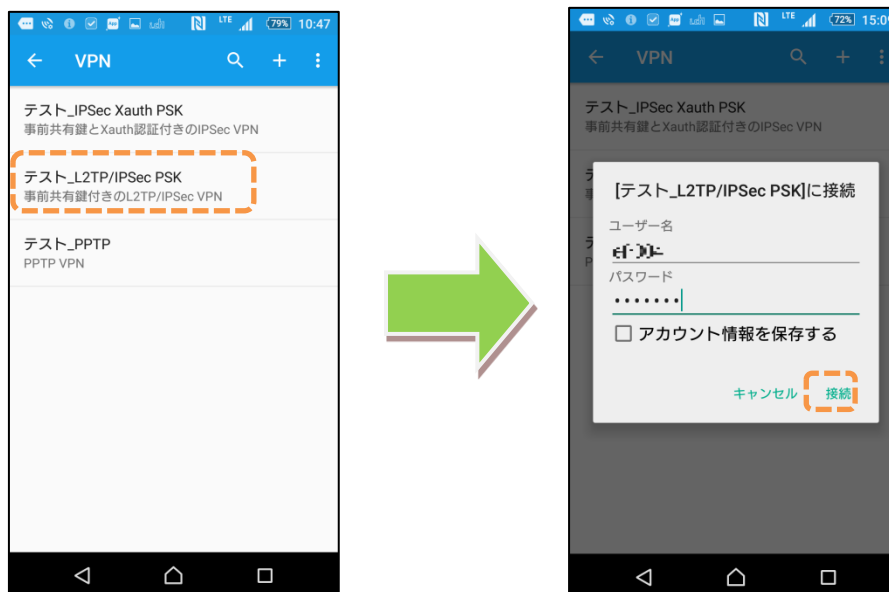 LTE 79% 10:47
VPN
テスト_IPSec Xauth PSK
事前共有鍵とXauth認証付きのIPSec VPN
テスト_L2TP/IPSec PSK
事前共有鍵付きのL2TP/IPSec VPN
テスト_PPTP
PPTP VPN
LTE 72% 15:09
VPN
テスト_IPSec Xauth PSK
事前共有鍵とXauth認証付きのIPSec VPN
[テスト_L2TP/IPSec PSK]に接続
ユーザー名
パスワード
•••••••
アカウント情報を保存する
キャンセル 接続